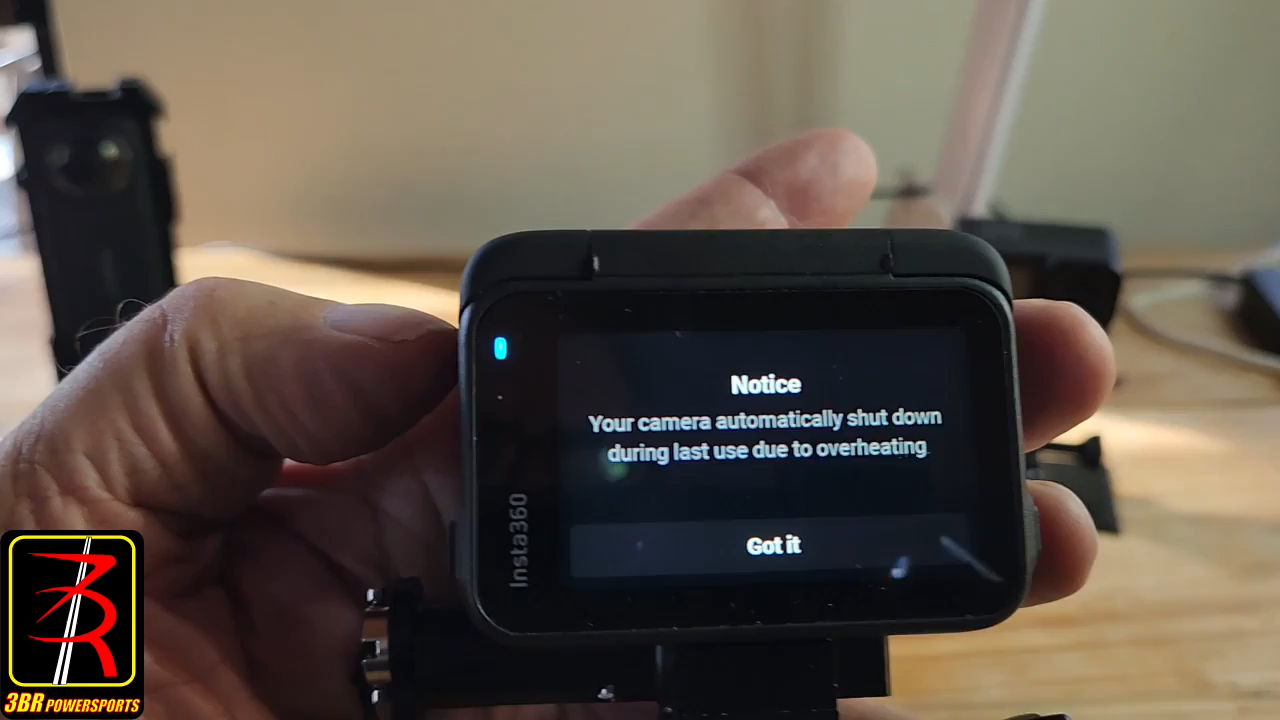 Notice
Your camera automatically shut down
during last use due to overheating
Got it
Insta360
3BR POWERSPORTS